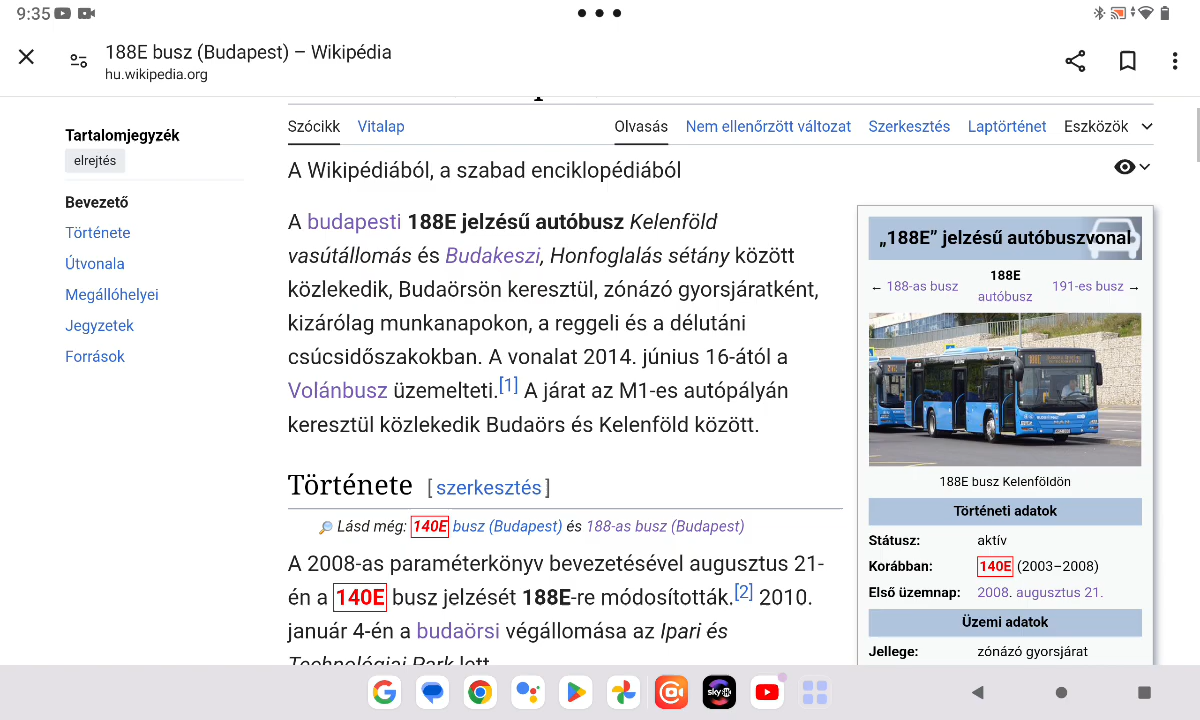 9:35
188E busz (Budapest) – Wikipédia
hu.wikipedia.org
Tartalomjegyzék
elrejtés
Bevezető
Története
Útvonala
Megállóhelyei
Jegyzetek
Források
Szócikk Vitalap Olvasás Nem ellenőrzött változat Szerkesztés Laptörténet Eszközök
A Wikipédiából, a szabad enciklopédiából
A budapesti 188E jelzésű autóbusz Kelenföld
vasútállomás és Budakeszi, Honfoglalás sétány között
közlekedik, Budaörsön keresztül, zónázó gyorsjáratként,
kizárólag munkanapokon, a reggeli és a délutáni
csúcsidőszakokban. A vonalat 2014. június 16-ától a
Volánbusz üzemelteti.[1] A járat az M1-es autópályán
keresztül közlekedik Budaörs és Kelenföld között.
Története [szerkesztés]
Lásd még: 140E busz (Budapest) és 188-as busz (Budapest)
A 2008-as paraméterkönyv bevezetésével augusztus 21-
én a 140E busz jelzését 188E-re módosították.[2] 2010.
január 4-én a budaörsi végállomása az Ipari és
Technológiai Park lett
„188E” jelzésű autóbuszvonal
← 188-as busz 188E autóbusz 191-es busz →
188E busz Kelenföldön
Történeti adatok
Státusz: aktív
Korábban: 140E (2003–2008)
Első üzemnap: 2008. augusztus 21.
Üzemi adatok
Jellege: zónázó gyorsjárat